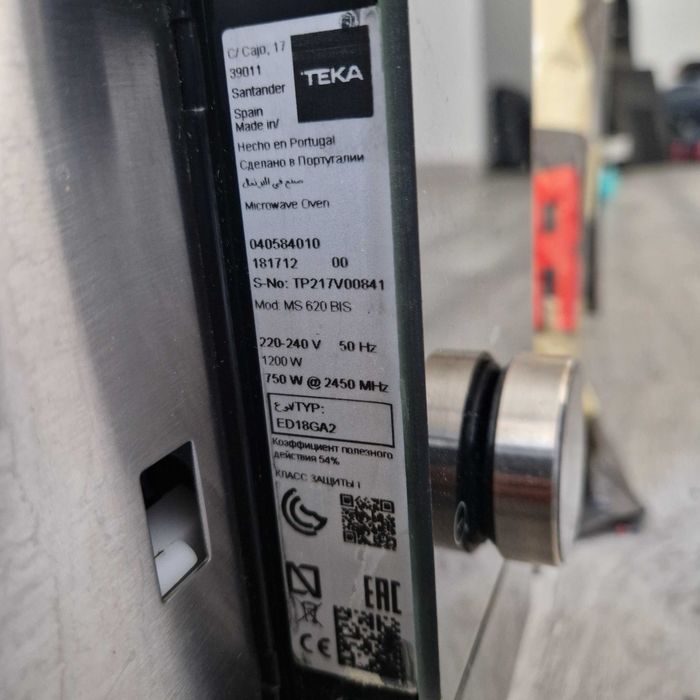 C/ Cajo, 17
39011
Santander
Spain
Made in/
Hecho en Portugal
Сделано в Португалии
صنع في البرتغال
TEKA
Microwave Oven
040584010
181712 00
S-No: TP217V00841
Mod: MS 620 BIS
220-240 V 50 Hz
1200 W
750 W @ 2450 MHz
نوع/TYP:
ED18GA2
Коэффициент полезного
действия 54%
КЛАСС ЗАЩИТЫ I
EAC
CE